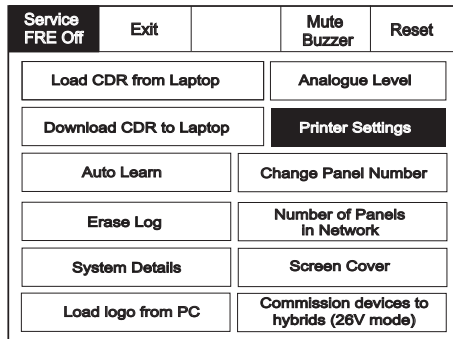 Service
FRE Off
Exit
Mute
Buzzer
Reset
Load CDR from Laptop
Analogue Level
Download CDR to Laptop
Printer Settings
Auto Learn
Change Panel Number
Erase Log
Number of Panels
in Network
System Details
Screen Cover
Load logo from PC
Commission devices to
hybrids (26V mode)